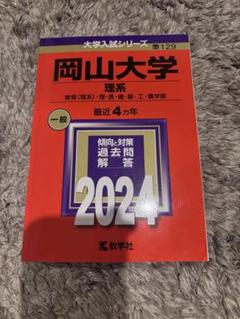 大学入試シリーズ 129
岡山大学
理系
教育〈理系〉・理・医・歯・薬・工・農学部
一般
最近4カ年
傾向と対策
過去問
解答
2024
教学社